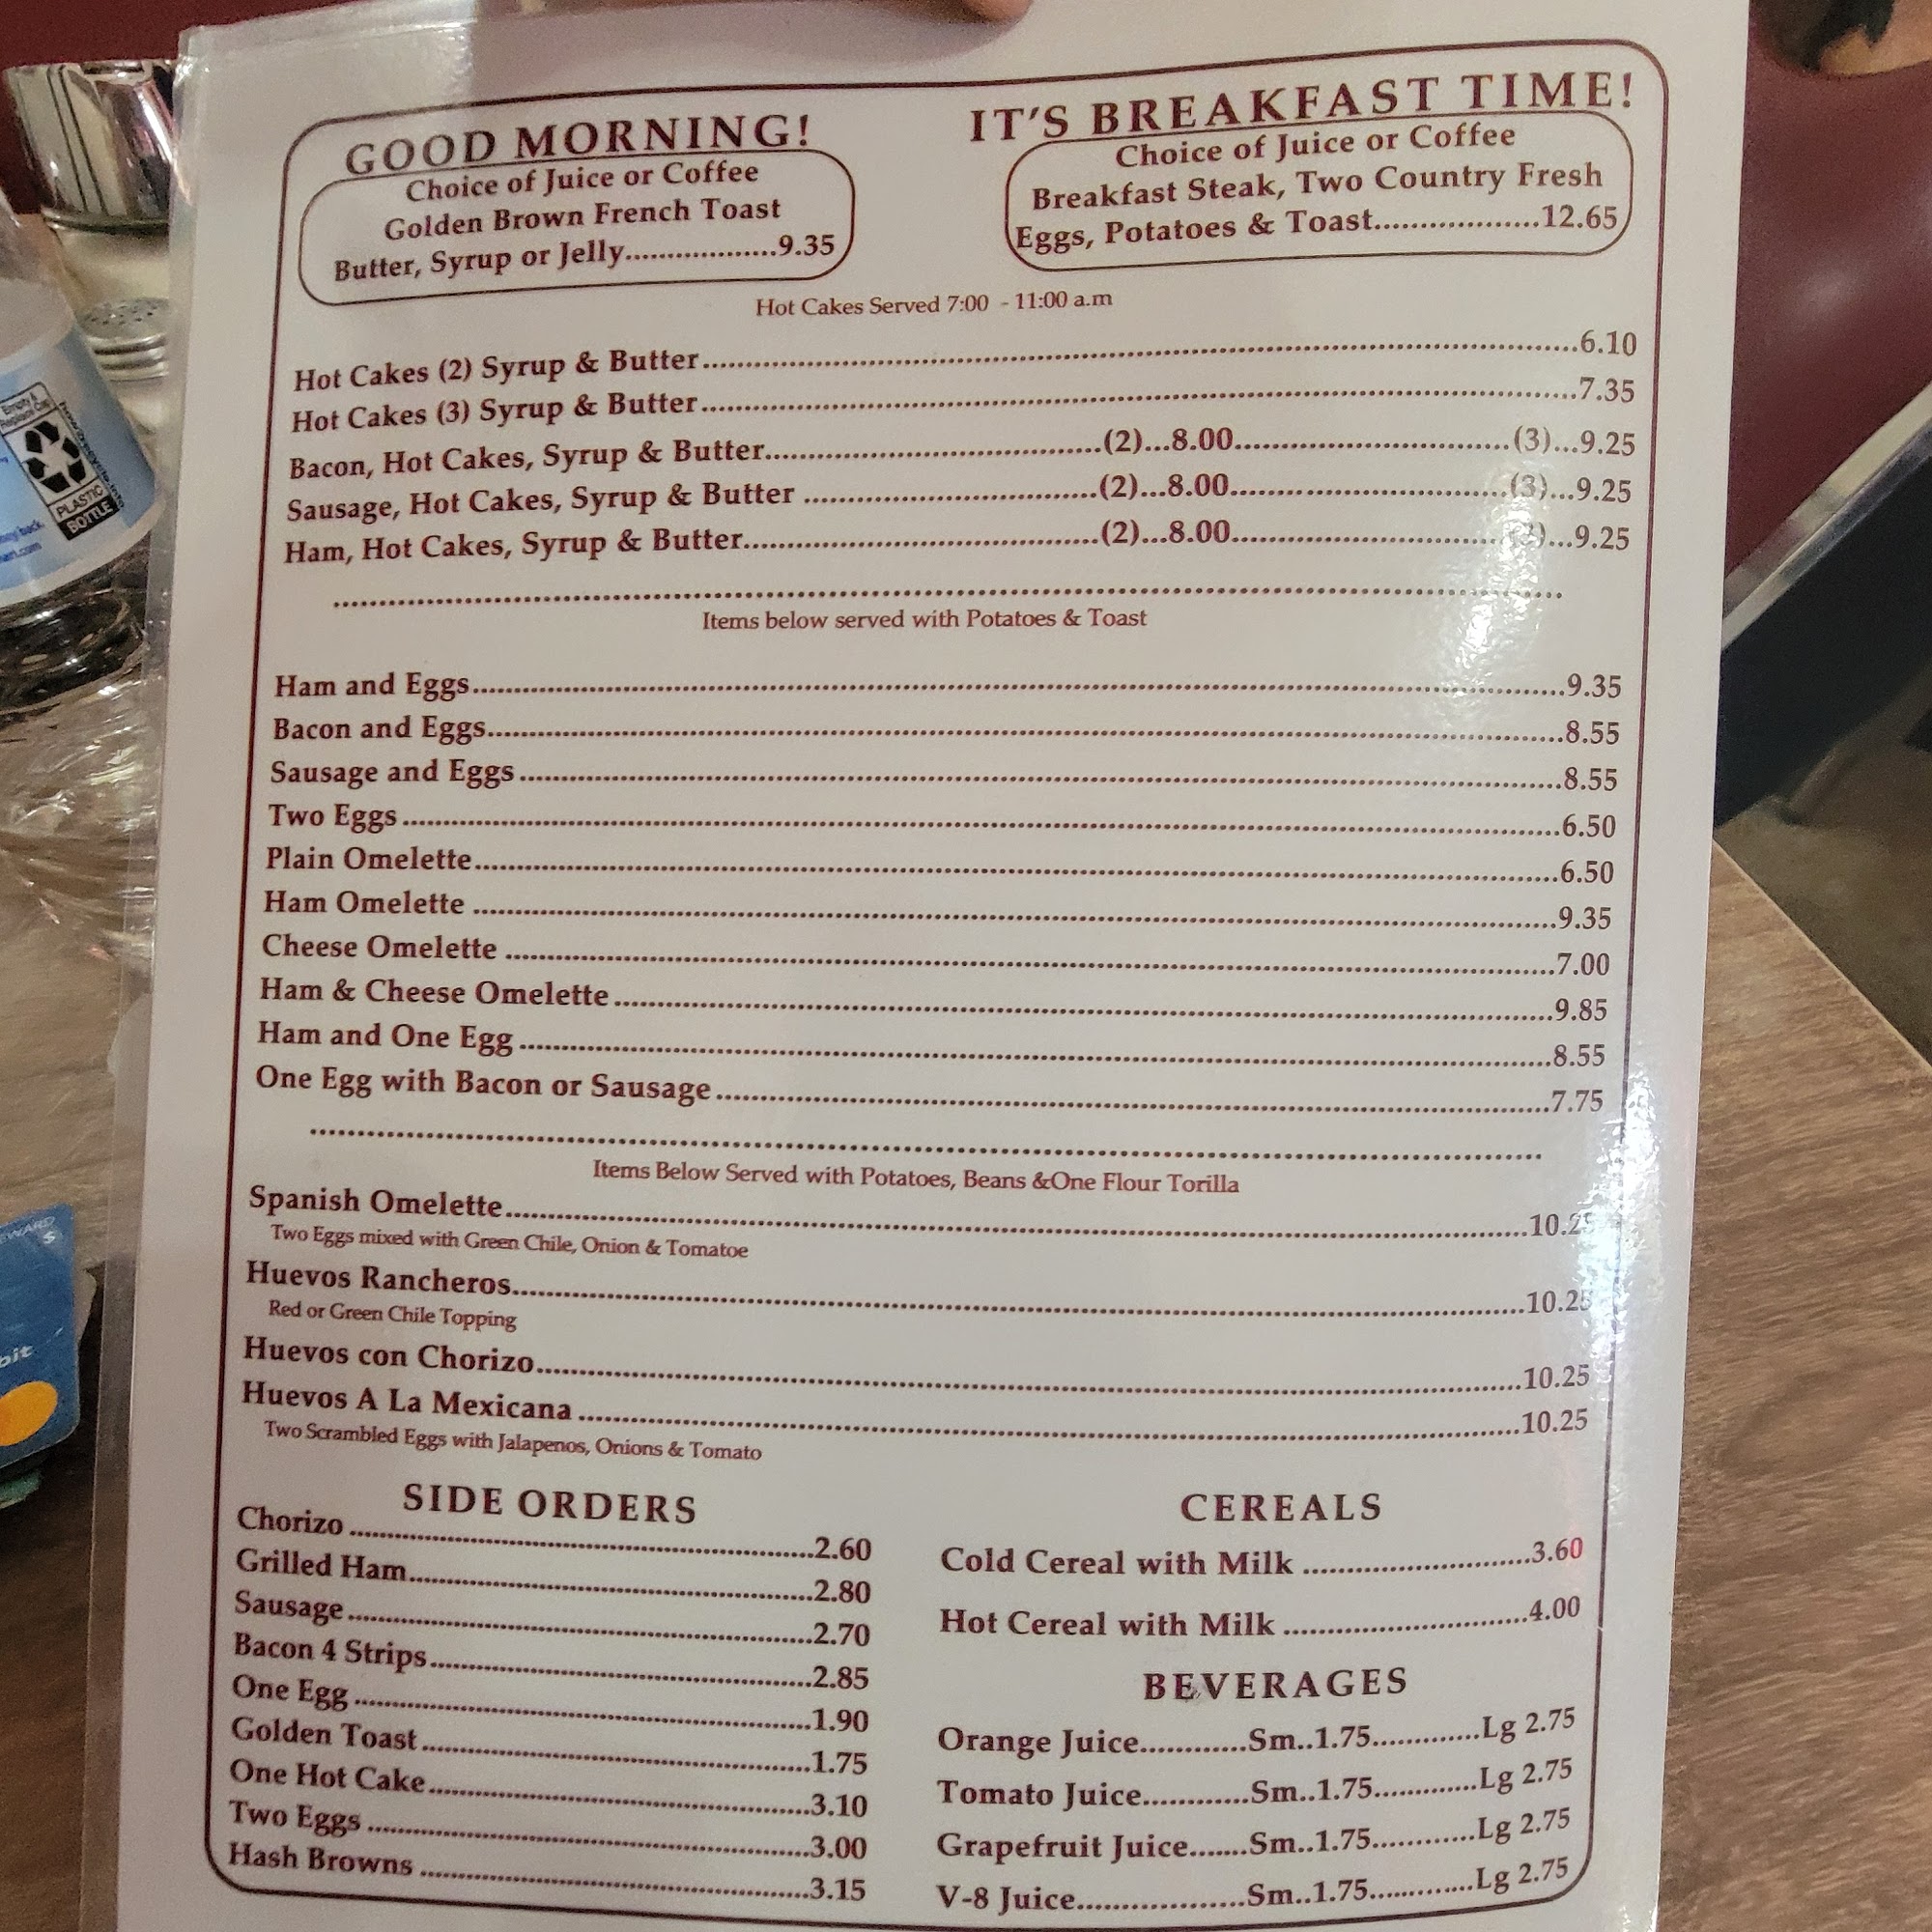 GOOD MORNING!
Choice of Juice or Coffee
Golden Brown French Toast
Butter, Syrup or Jelly..................9.35
IT'S BREAKFAST TIME!
Choice of Juice or Coffee
Breakfast Steak, Two Country Fresh
Eggs, Potatoes & Toast...................12.65
Hot Cakes Served 7:00 - 11:00 a.m
Hot Cakes (2) Syrup & Butter...................6.10
Hot Cakes (3) Syrup & Butter...................7.35
Bacon, Hot Cakes, Syrup & Butter...................(2)...8.00...................(3)...9.25
Sausage, Hot Cakes, Syrup & Butter ...................(2)...8.00...................(3)...9.25
Ham, Hot Cakes, Syrup & Butter...................(2)...8.00...................(3)...9.25
Items below served with Potatoes & Toast
Ham and Eggs...................9.35
Bacon and Eggs...................8.55
Sausage and Eggs...................8.55
Two Eggs...................6.50
Plain Omelette...................6.50
Ham Omelette ...................9.35
Cheese Omelette ...................7.00
Ham & Cheese Omelette...................9.85
Ham and One Egg...................8.55
One Egg with Bacon or Sausage...................7.75
Items Below Served with Potatoes, Beans &One Flour Torilla
Spanish Omelette...................10.25
Two Eggs mixed with Green Chile, Onion & Tomatoe
Huevos Rancheros...................10.25
Red or Green Chile Topping
Huevos con Chorizo...................10.25
Huevos A La Mexicana ...................10.25
Two Scrambled Eggs with Jalapenos, Onions & Tomato
SIDE ORDERS
Chorizo...................2.60
Grilled Ham...................2.80
Sausage...................2.70
Bacon 4 Strips...................2.85
One Egg ...................1.90
Golden Toast...................1.75
One Hot Cake...................3.10
Two Eggs ...................3.00
Hash Browns ...................3.15
CEREALS
Cold Cereal with Milk ...................3.60
Hot Cereal with Milk ...................4.00
BEVERAGES
Orange Juice............Sm..1.75............Lg 2.75
Tomato Juice............Sm..1.75............Lg 2.75
Grapefruit Juice.......Sm..1.75............Lg 2.75
V-8 Juice...................Sm..1.75............Lg 2.75
Empty &
Replace Cap
PLASTIC
BOTTLE
how2recycle.info